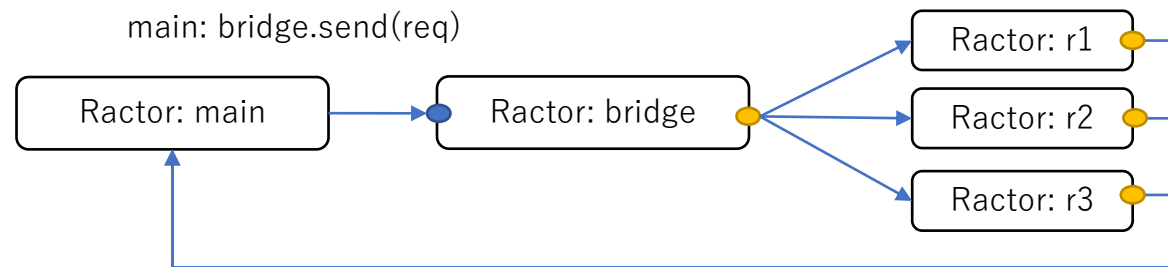 main: bridge.send(req)
Ractor: main
Ractor: bridge
Ractor: r1
Ractor: r2
Ractor: r3